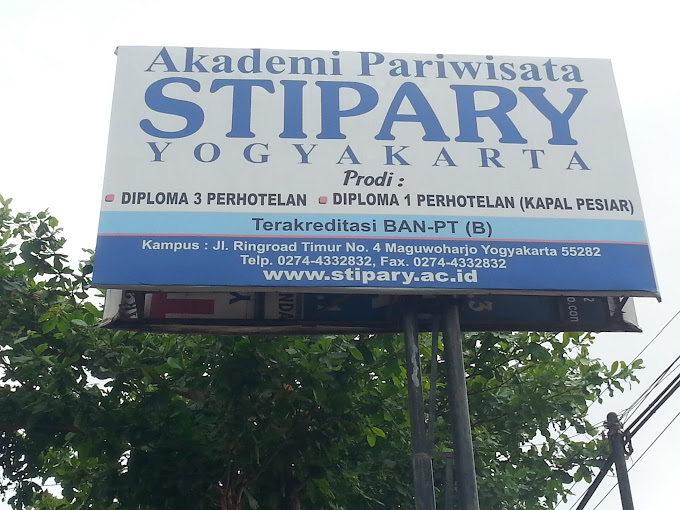 Akademi Pariwisata
STIPARY
YOGYAKARTA
Prodi :
DIPLOMA 3 PERHOTELAN DIPLOMA 1 PERHOTELAN (KAPAL PESIAR)
Terakreditasi BAN-PT (B)
Kampus : Jl. Ringroad Timur No. 4 Maguwoharjo Yogyakarta 55282
Telp. 0274-4332832, Fax. 0274-4332832
www.stipary.ac.id